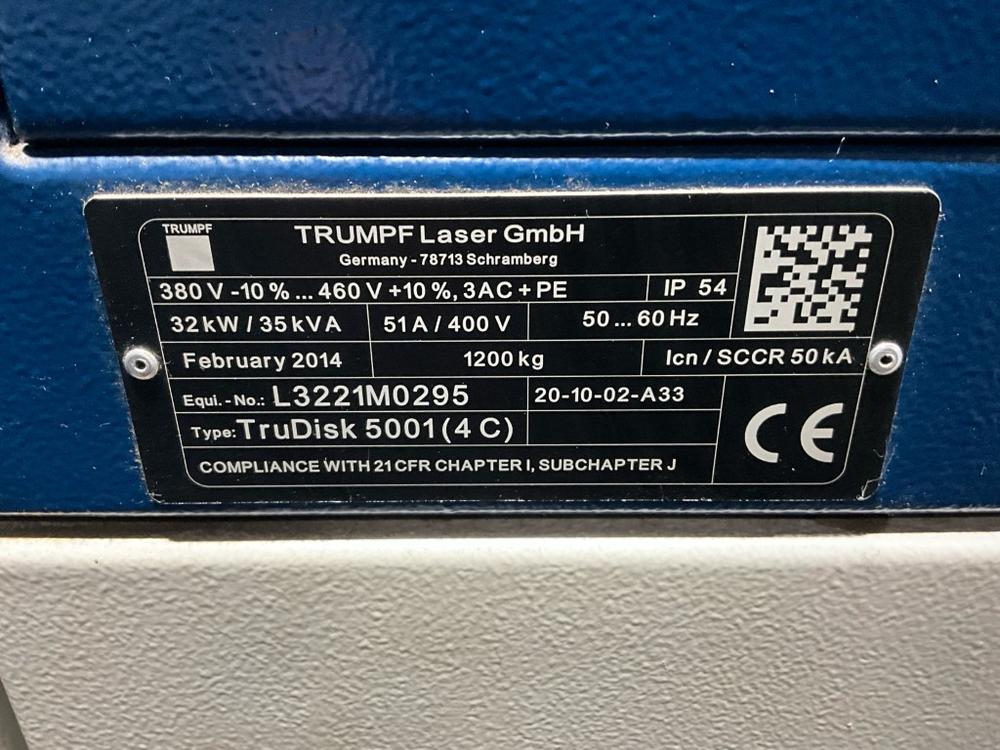 TRUMPF
TRUMPF Laser GmbH
Germany - 78713 Schramberg
380 V -10 % ... 460 V +10 %, 3AC + PE
IP 54
32 kW / 35 kVA
51 A / 400 V
50 ... 60 Hz
February 2014
1200 kg
Icn / SCCR 50 kA
Equi. - No.: L3221M0295
20-10-02-A33
Type: TruDisk 5001 (4 C)
COMPLIANCE WITH 21 CFR CHAPTER I, SUBCHAPTER J
CE